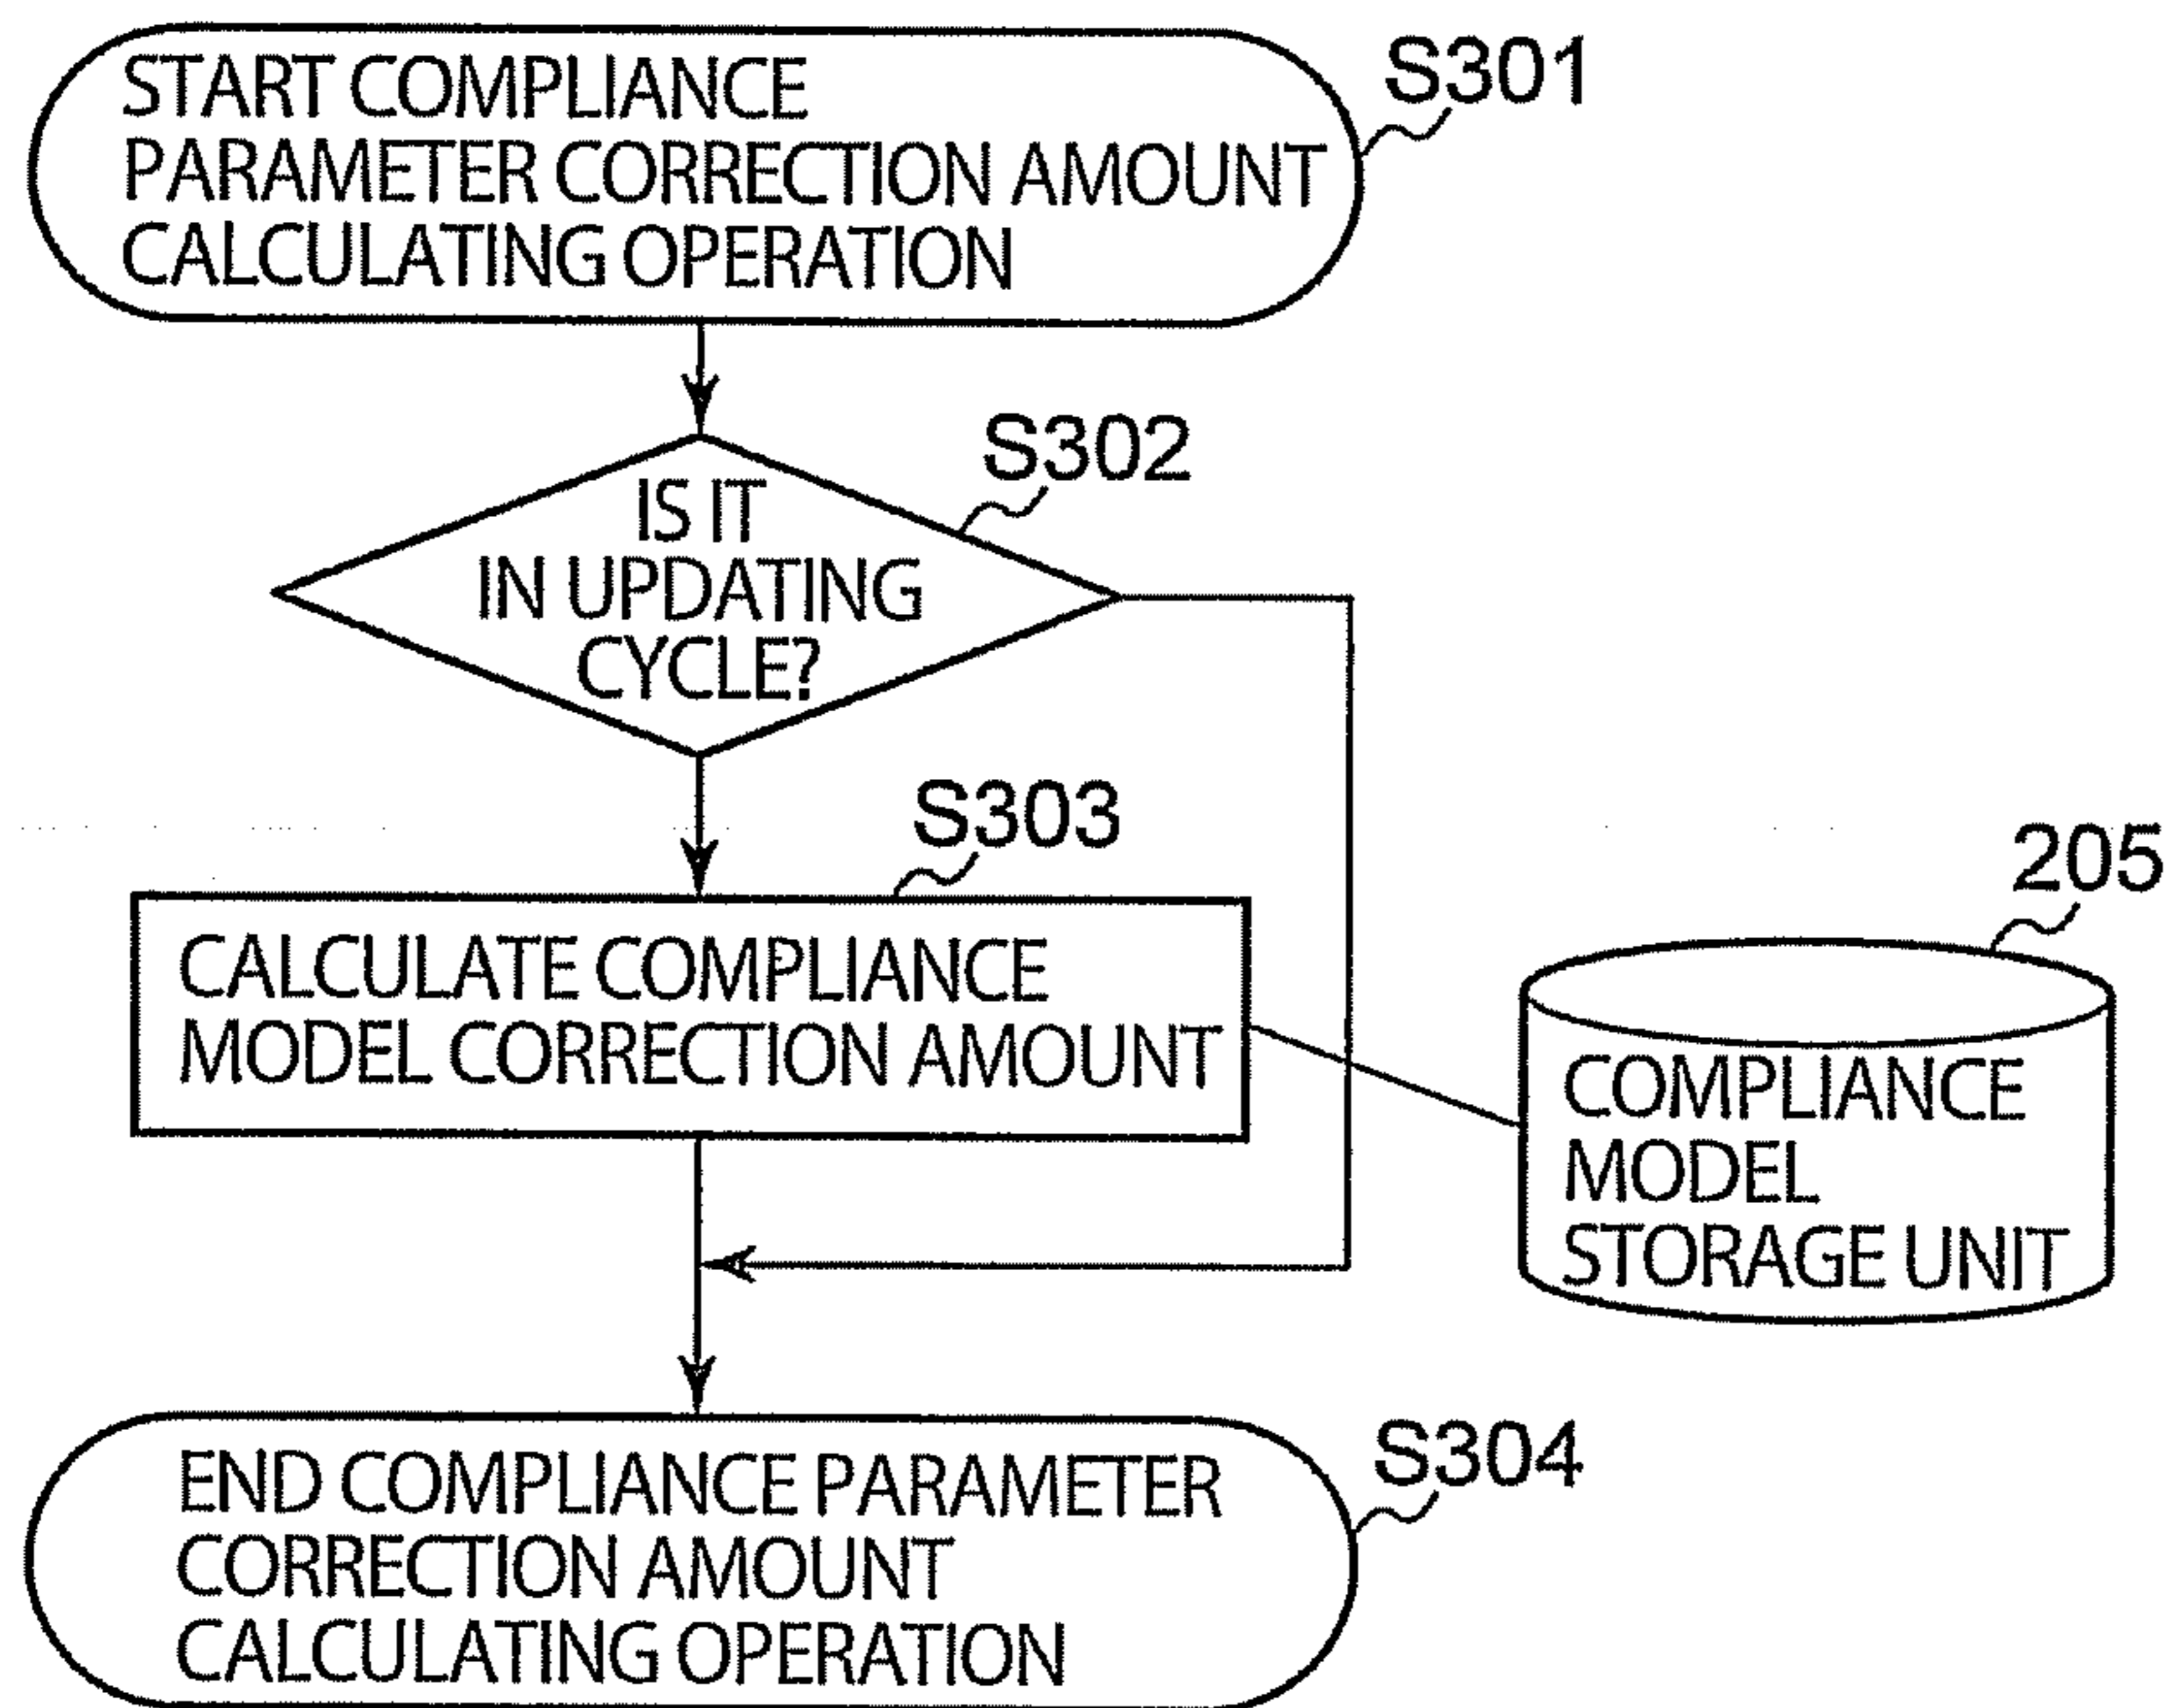 START COMPLIANCE
PARAMETER CORRECTION AMOUNT
CALCULATING OPERATION
S301
IS IT
IN UPDATING
CYCLE?
S302
S303
CALCULATE COMPLIANCE
MODEL CORRECTION AMOUNT
205
COMPLIANCE
MODEL
STORAGE UNIT
END COMPLIANCE PARAMETER
CORRECTION AMOUNT
CALCULATING OPERATION
S304